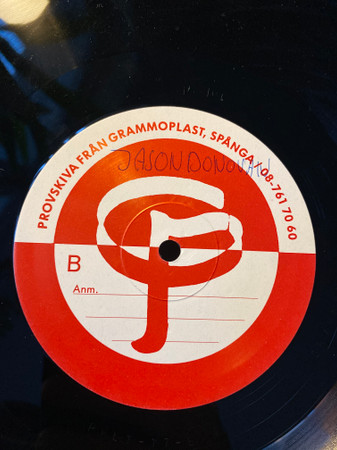 PROVSKIVA FRÅN GRAMMOPLAST, SPÅNGA, 08-761 70 60
JASON DONOVAN
B
Anm.